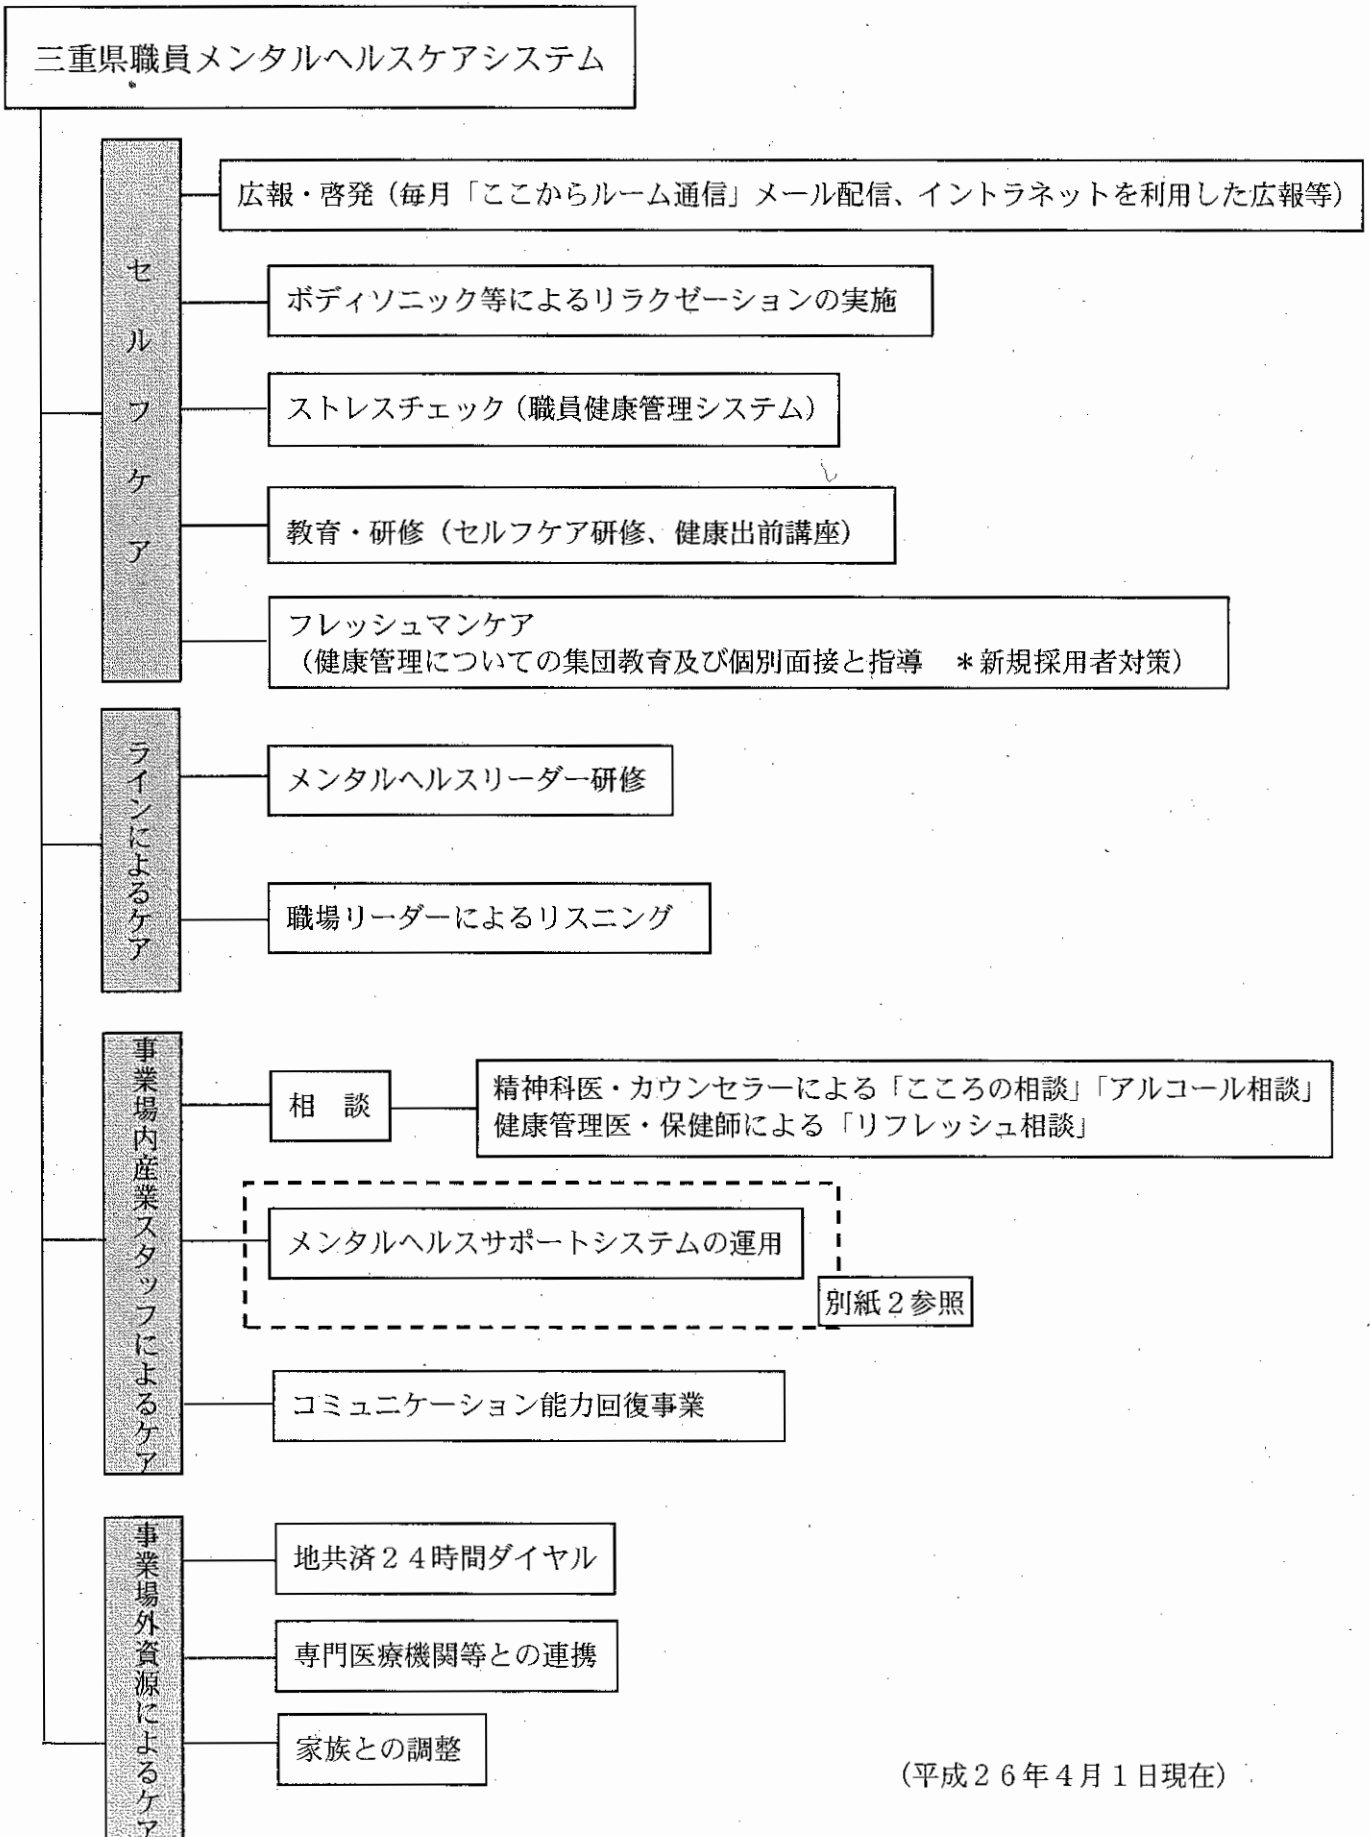 三重県職員メンタルヘルスケアシステム
セルフケア
広報・啓発（毎月「ここからルーム通信」メール配信、イントラネットを利用した広報等）
ボディソニック等によるリラクゼーションの実施
ストレスチェック（職員健康管理システム）
教育・研修（セルフケア研修、健康出前講座）
フレッシュマンケア
（健康管理についての集団教育及び個別面接と指導　＊新規採用者対策）
ラインによるケア
メンタルヘルスリーダー研修
職場リーダーによるリスニング
事業場内産業スタッフによるケア
相　談
精神科医・カウンセラーによる「こころの相談」「アルコール相談」
健康管理医・保健師による「リフレッシュ相談」
メンタルヘルスサポートシステムの運用
別紙２参照
コミュニケーション能力回復事業
事業場外資源によるケア
地共済２４時間ダイヤル
専門医療機関等との連携
家族との調整
（平成２６年４月１日現在）